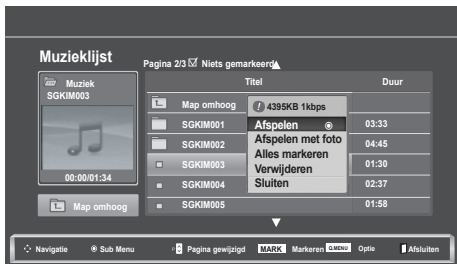 Muzieklijst
Pagina 2/3 Niets gemarkeerd
Muziek
SGKIM003
00:00/01:34
Map omhoog
Titel Duur
Map omhoog
SGKIM001 03:33
SGKIM002 04:45
SGKIM003 01:30
SGKIM004 02:37
SGKIM005 01:58
4395KB 1kbps
Afspelen
Afspelen met foto
Alles markeren
Verwijderen
Sluiten
Navigatie Sub Menu Pagina gewijzigd MARK Markeren Q.MENU Optie Afsluiten